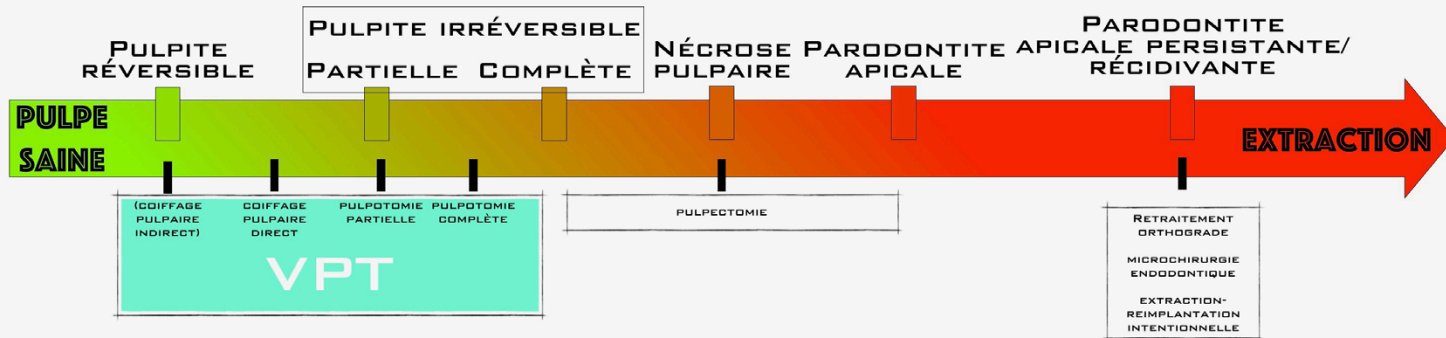 PULPITE
RÉVERSIBLE
PULPITE IRRÉVERSIBLE
PARTIELLE COMPLÈTE
NÉCROSE
PULPAIRE
PARODONTITE
APICALE
PARODONTITE
APICALE PERSISTANTE/
RÉCIDIVANTE
PULPE
SAINE
EXTRACTION
(COIFFAGE
PULPAIRE
INDIRECT)
COIFFAGE
PULPAIRE
DIRECT
PULPOTOMIE
PARTIELLE
PULPOTOMIE
COMPLÈTE
VPT
PULPECTOMIE
RETRAITEMENT
ORTHOGRADE
MICROCHIRURGIE
ENDODONTIQUE
EXTRACTION-
REIMPLANTATION
INTENTIONNELLE